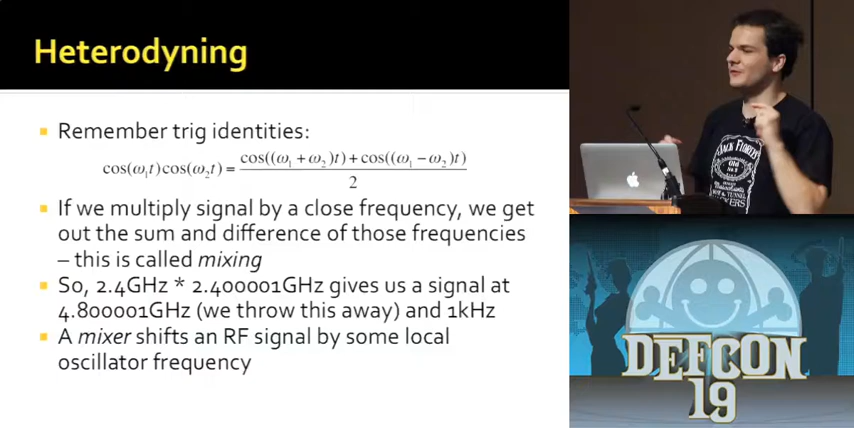 Heterodyning
Remember trig identities:
cos(ω₁t)cos(ω₂t) = cos((ω₁ + ω₂)t) + cos((ω₁ − ω₂)t)
2
If we multiply signal by a close frequency, we get
out the sum and difference of those frequencies
– this is called mixing
So, 2.4GHz * 2.400001GHz gives us a signal at
4.800001GHz (we throw this away) and 1kHz
A mixer shifts an RF signal by some local
oscillator frequency
Old
DEFCON
19